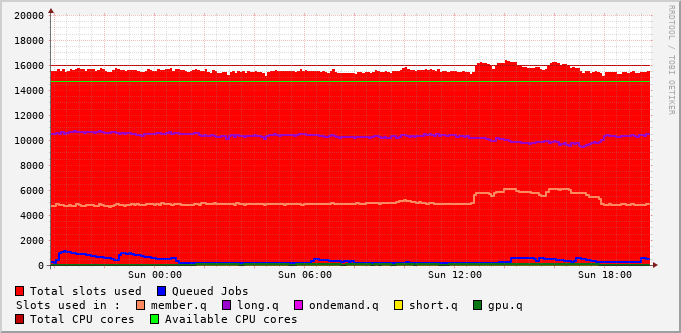 20000
18000
16000
14000
12000
10000
8000
6000
4000
2000
0
Sun 00:00 Sun 06:00 Sun 12:00 Sun 18:00
Total slots used Queued Jobs
Slots used in : member.q long.q ondemand.q short.q gpu.q
Total CPU cores Available CPU cores
RRDTOOL / TOBI OETIKER